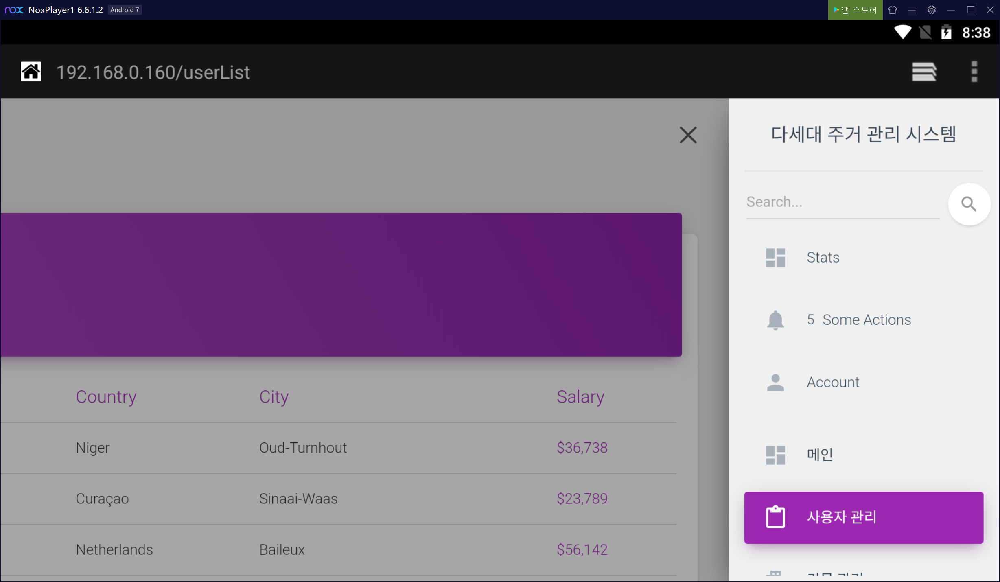 nox NoxPlayer1 6.6.1.2 Android 7
앱 스토어
8:38
192.168.0.160/userList
다세대 주거 관리 시스템
Search...
Stats
5 Some Actions
Account
메인
사용자 관리
Country City Salary
Niger Oud-Turnhout $36,738
Curaçao Sinaai-Waas $23,789
Netherlands Baileux $56,142